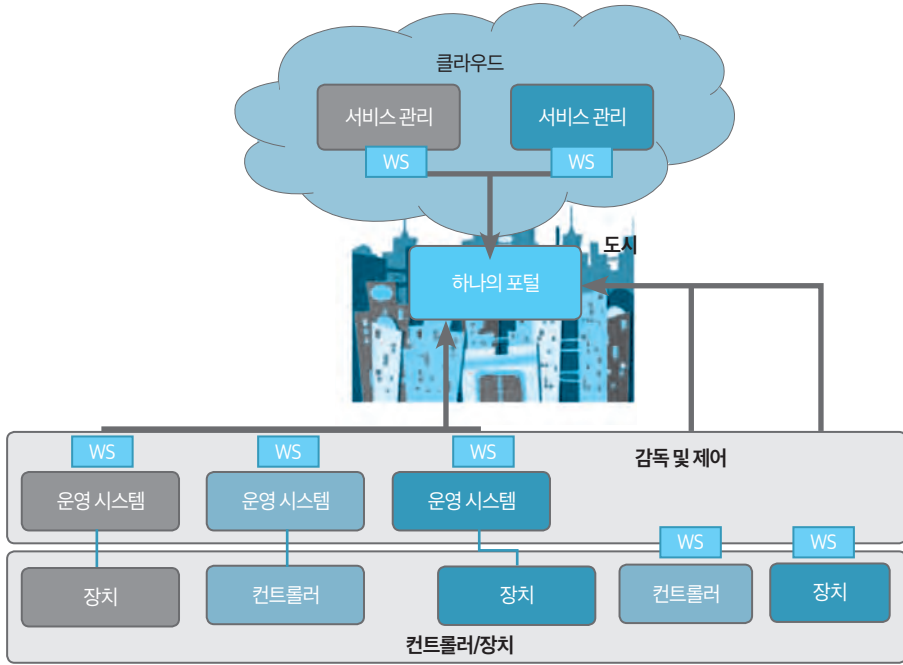 클라우드
서비스 관리
서비스 관리
WS
WS
도시
하나의 포털
감독 및 제어
WS
WS
WS
운영 시스템
운영 시스템
운영 시스템
WS
WS
장치
컨트롤러
장치
컨트롤러
장치
컨트롤러/장치